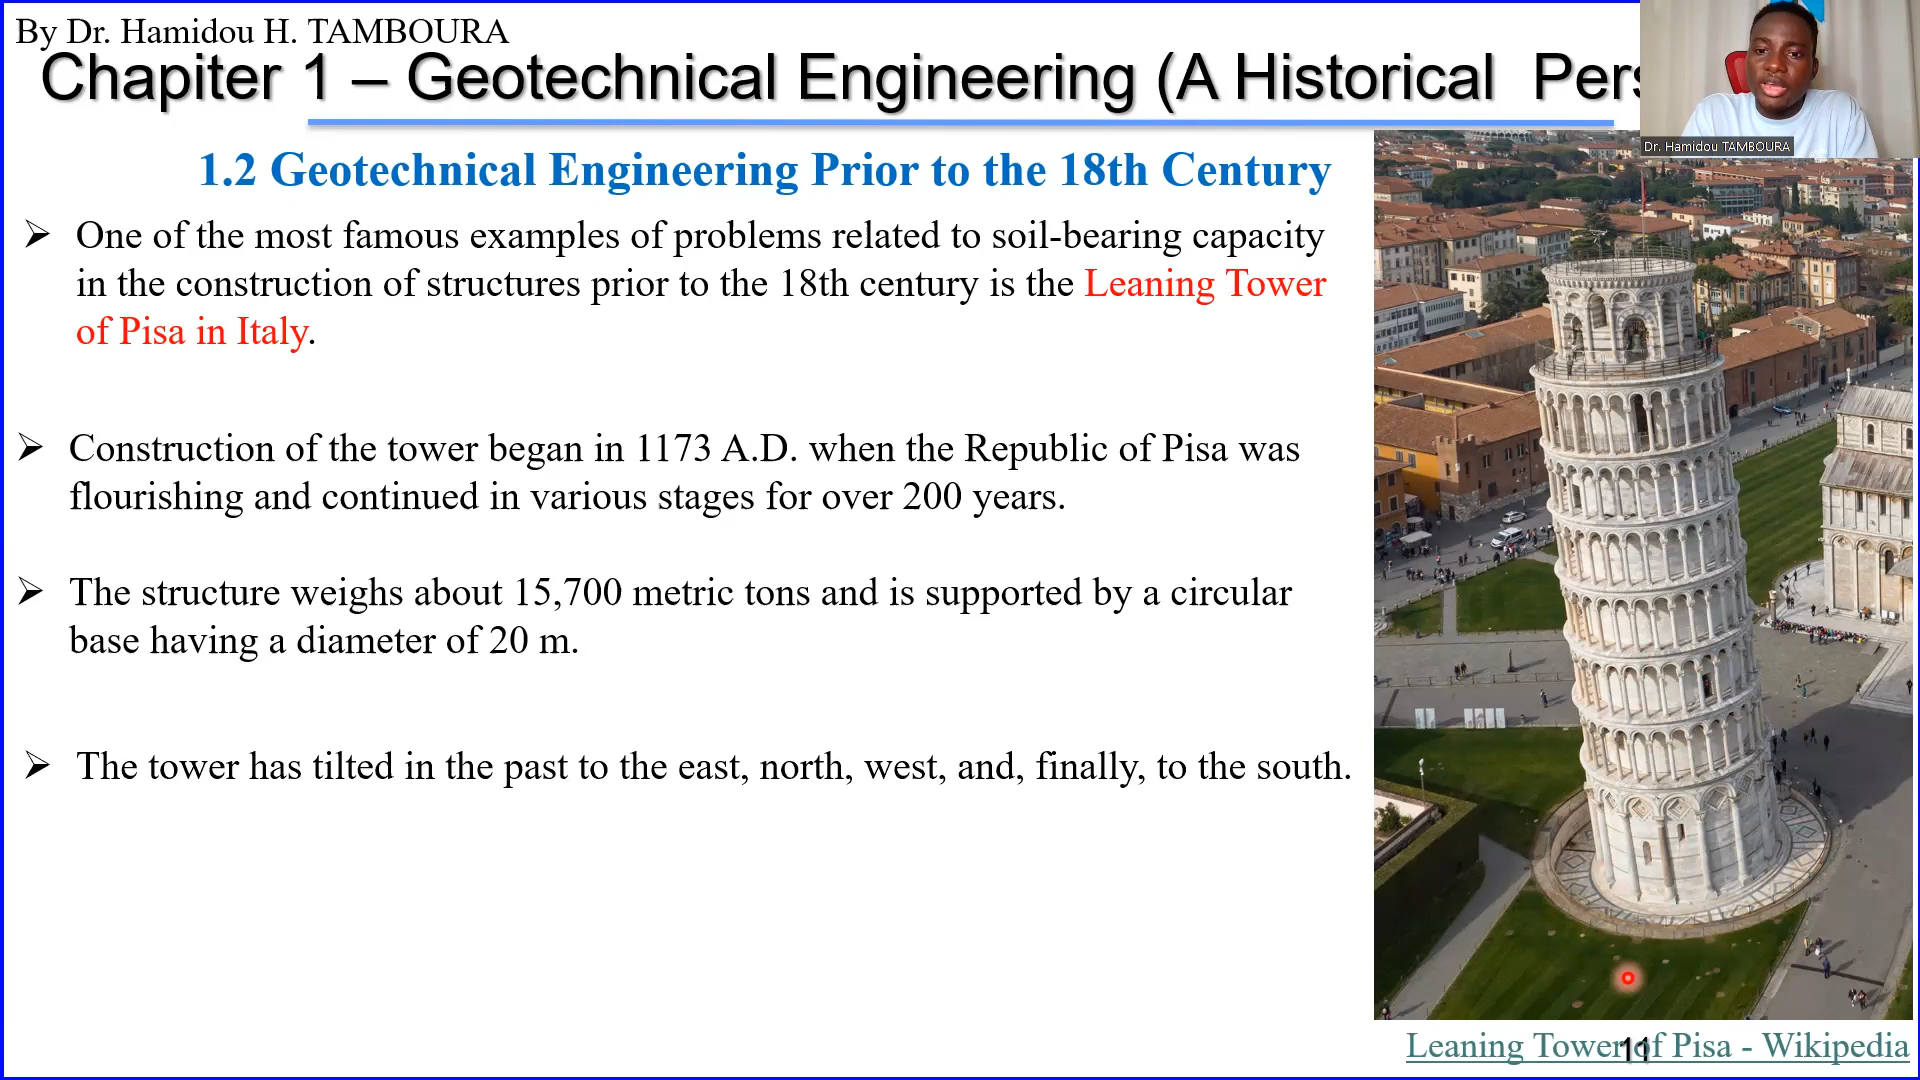 By Dr. Hamidou H. TAMBOURA
Chapiter 1 – Geotechnical Engineering (A Historical Pers
Dr. Hamidou TAMBOURA
1.2 Geotechnical Engineering Prior to the 18th Century
➢ One of the most famous examples of problems related to soil-bearing capacity
in the construction of structures prior to the 18th century is the Leaning Tower
of Pisa in Italy.
➢ Construction of the tower began in 1173 A.D. when the Republic of Pisa was
flourishing and continued in various stages for over 200 years.
➢ The structure weighs about 15,700 metric tons and is supported by a circular
base having a diameter of 20 m.
➢ The tower has tilted in the past to the east, north, west, and, finally, to the south.
Leaning Tower of Pisa - Wikipedia
11